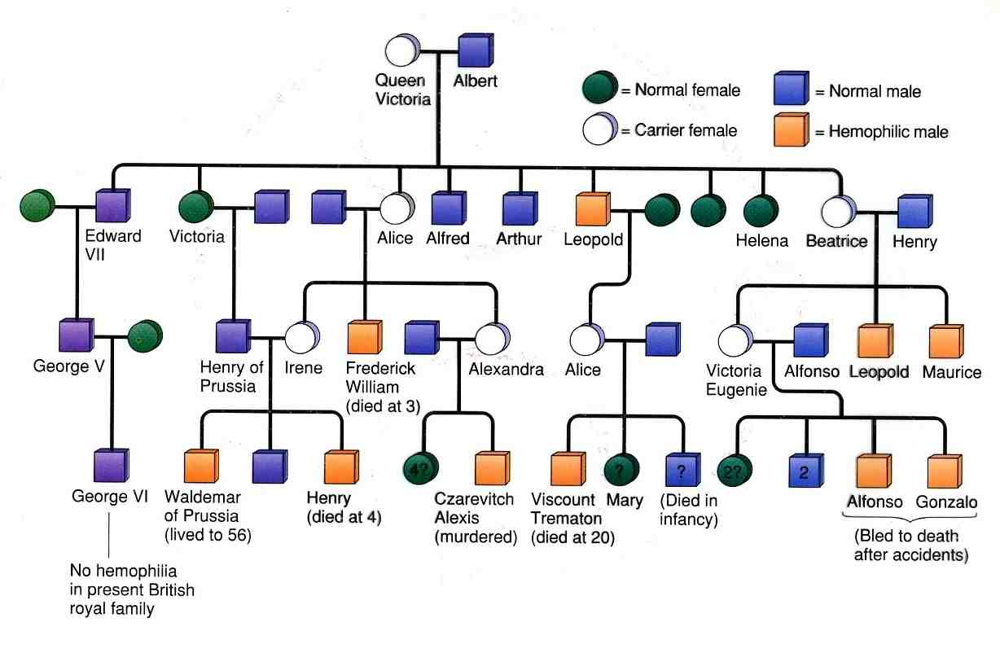 Queen
Victoria
Albert
= Normal female
= Normal male
= Carrier female
= Hemophilic male
Edward
VII
Victoria
Alice
Alfred
Arthur
Leopold
Helena
Beatrice
Henry
George V
Henry of
Prussia
Irene
Frederick
William
(died at 3)
Alexandra
Alice
Victoria
Eugenie
Alfonso
Leopold
Maurice
4?
?
?
2?
2
George VI
Waldemar
of Prussia
(lived to 56)
Henry
(died at 4)
Czarevitch
Alexis
(murdered)
Viscount
Trematon
(died at 20)
Mary
(Died in
infancy)
Alfonso
Gonzalo
(Bled to death
after accidents)
No hemophilia
in present British
royal family